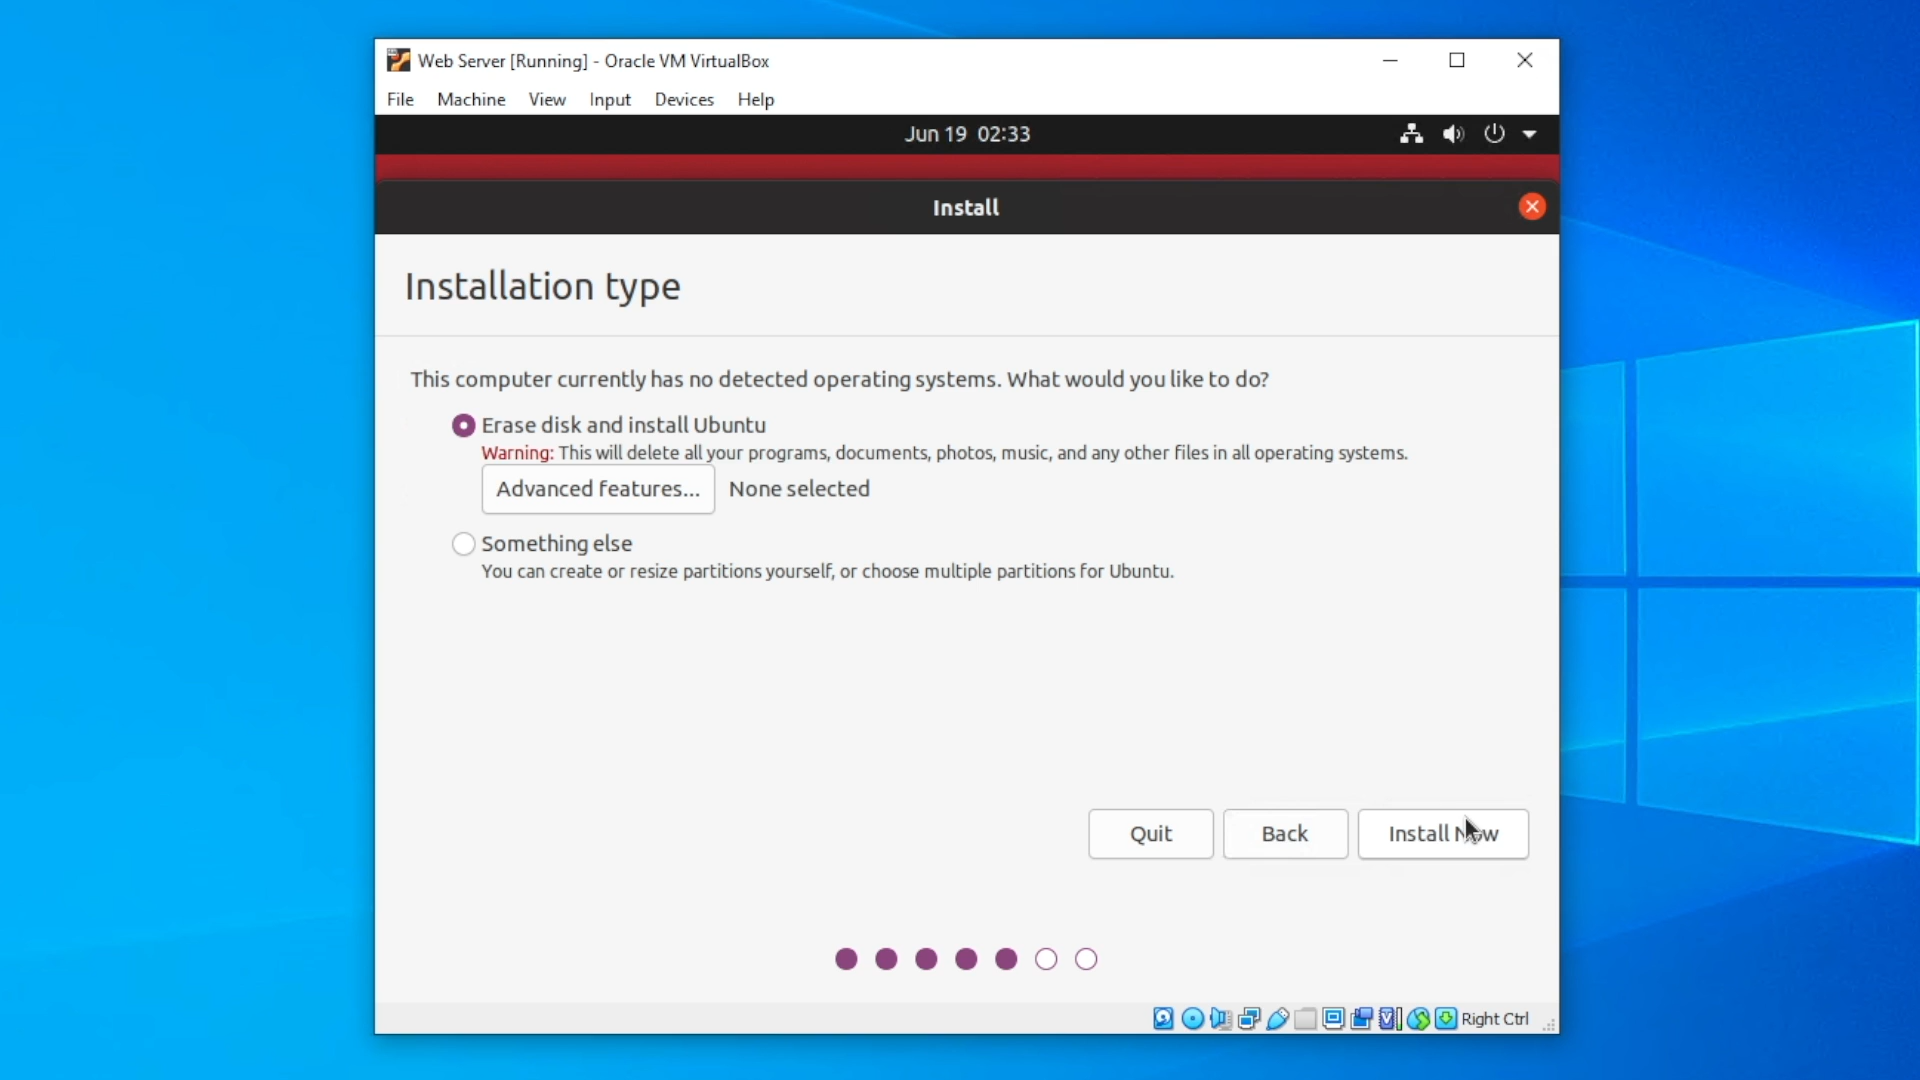 Web Server [Running] - Oracle VM VirtualBox
File Machine View Input Devices Help
Jun 19 02:33
Install
Installation type
This computer currently has no detected operating systems. What would you like to do?
Erase disk and install Ubuntu
Warning: This will delete all your programs, documents, photos, music, and any other files in all operating systems.
Advanced features... None selected
Something else
You can create or resize partitions yourself, or choose multiple partitions for Ubuntu.
Quit Back Install Now
Right Ctrl